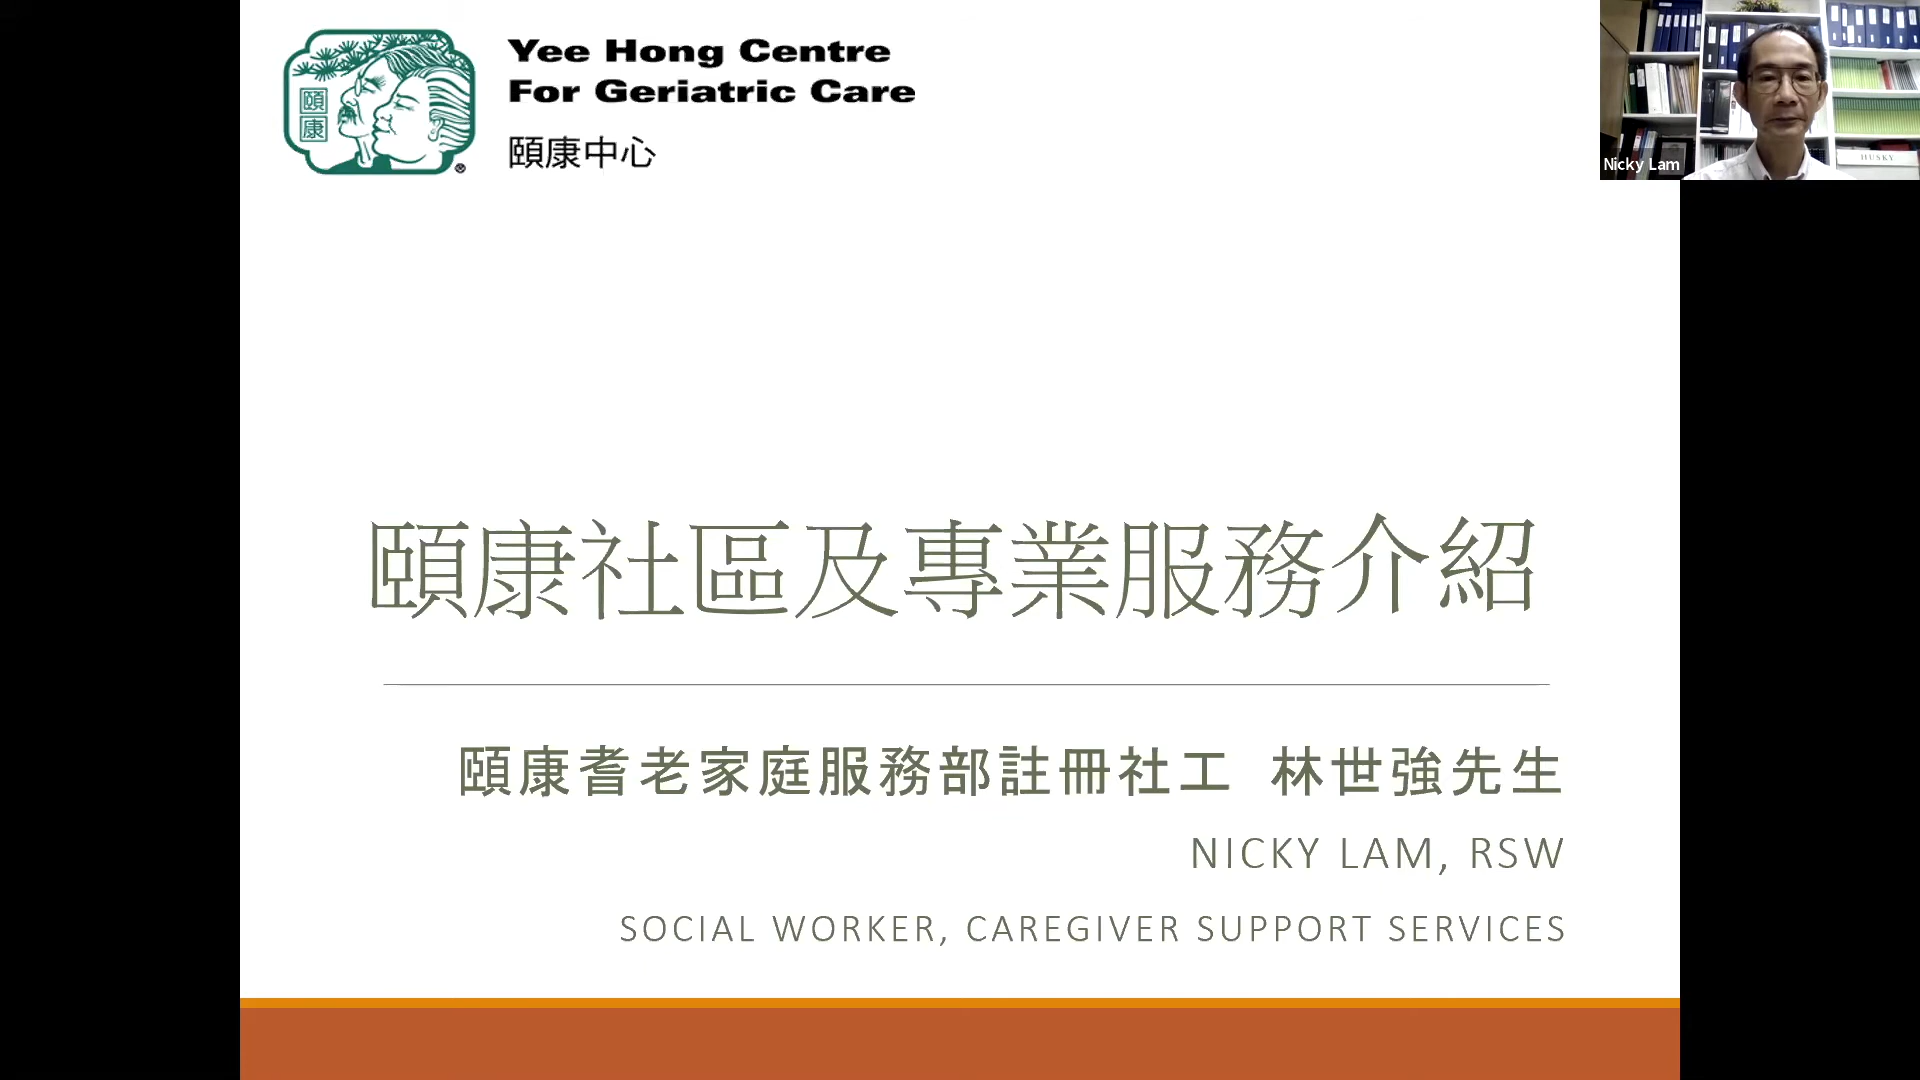 Yee Hong Centre
For Geriatric Care
頤康中心
頤康
Nicky Lam
HUSKY
頤康社區及專業服務介紹
頤康耆老家庭服務部註冊社工 林世強先生
NICKY LAM, RSW
SOCIAL WORKER, CAREGIVER SUPPORT SERVICES